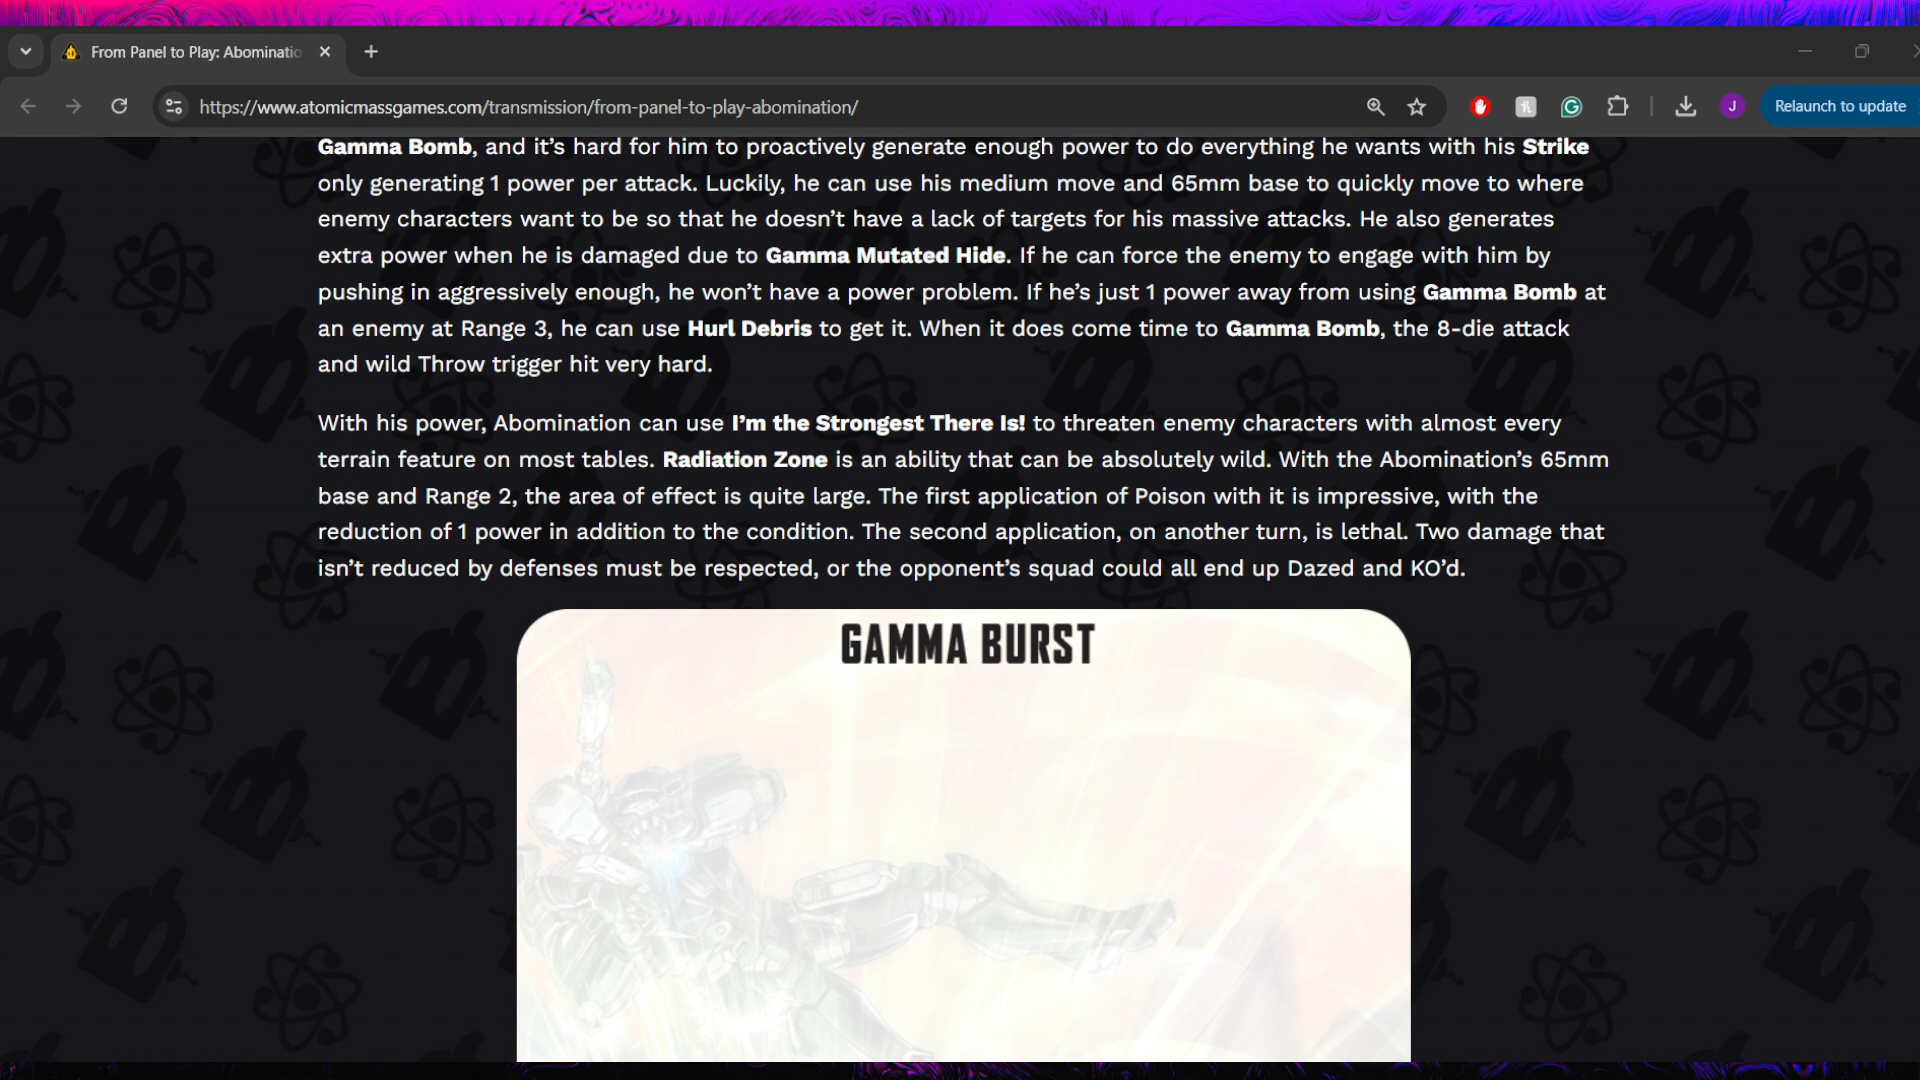 From Panel to Play: Abominatio
https://www.atomicmassgames.com/transmission/from-panel-to-play-abomination/
J
Relaunch to update
Gamma Bomb, and it’s hard for him to proactively generate enough power to do everything he wants with his Strike
only generating 1 power per attack. Luckily, he can use his medium move and 65mm base to quickly move to where
enemy characters want to be so that he doesn’t have a lack of targets for his massive attacks. He also generates
extra power when he is damaged due to Gamma Mutated Hide. If he can force the enemy to engage with him by
pushing in aggressively enough, he won’t have a power problem. If he’s just 1 power away from using Gamma Bomb at
an enemy at Range 3, he can use Hurl Debris to get it. When it does come time to Gamma Bomb, the 8-die attack
and wild Throw trigger hit very hard.
With his power, Abomination can use I’m the Strongest There Is! to threaten enemy characters with almost every
terrain feature on most tables. Radiation Zone is an ability that can be absolutely wild. With the Abomination’s 65mm
base and Range 2, the area of effect is quite large. The first application of Poison with it is impressive, with the
reduction of 1 power in addition to the condition. The second application, on another turn, is lethal. Two damage that
isn’t reduced by defenses must be respected, or the opponent’s squad could all end up Dazed and KO’d.
GAMMA BURST